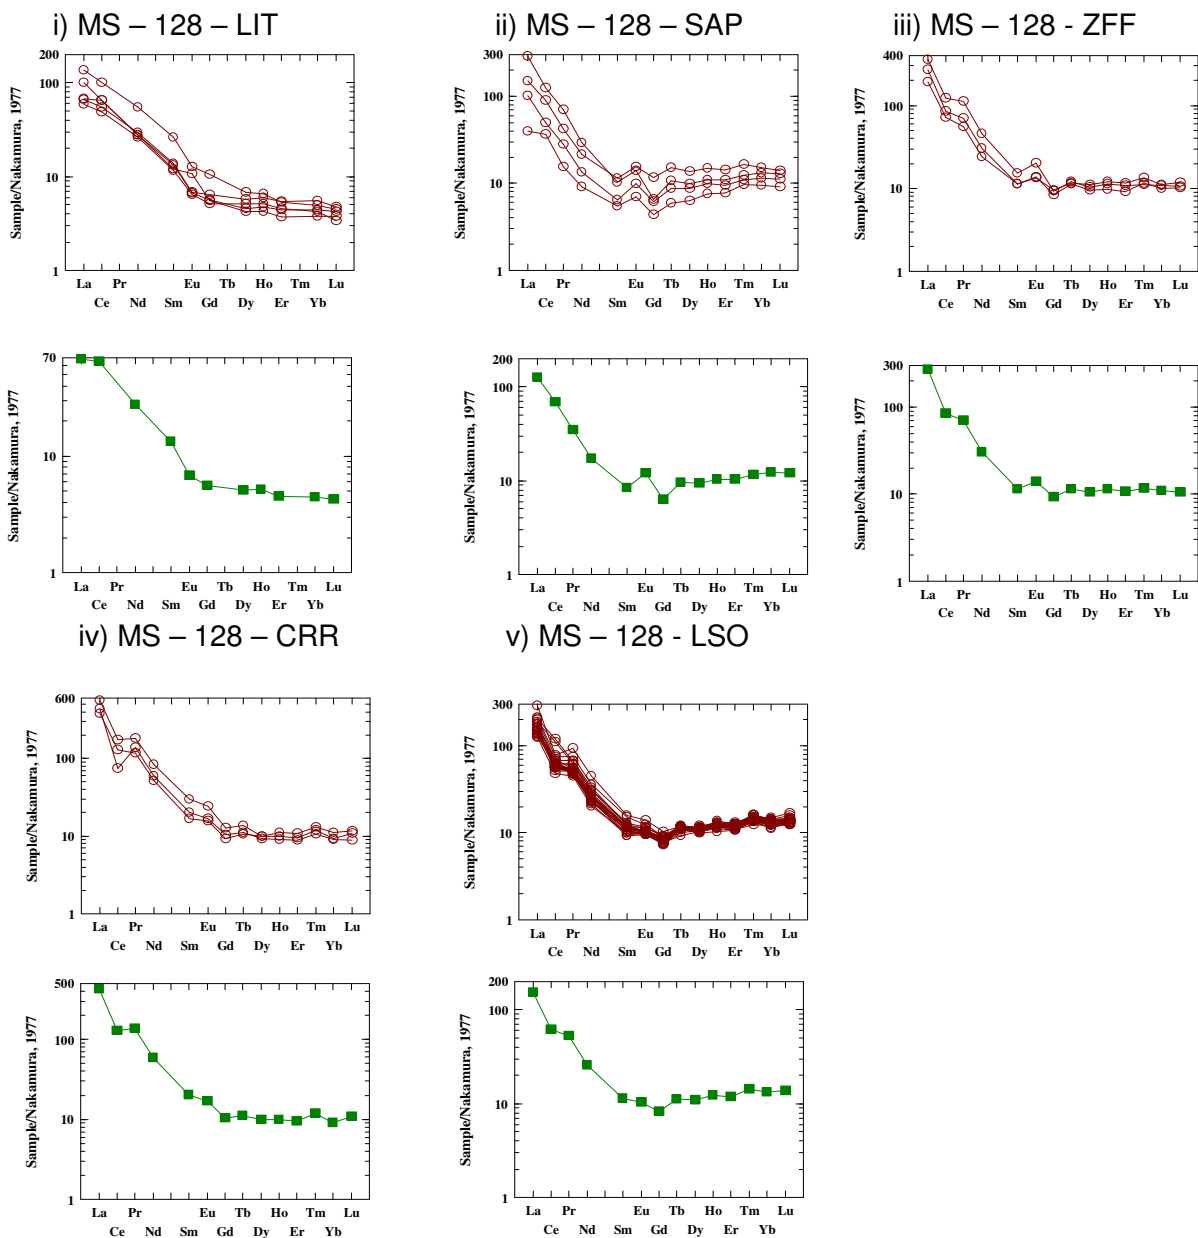 i) MS – 128 – LIT
ii) MS – 128 – SAP
iii) MS – 128 - ZFF
200
100
10
1
Sample/Nakamura, 1977
La Pr Eu Tb Ho Tm Lu
Ce Nd Sm Gd Dy Er Yb
300
100
10
1
Sample/Nakamura, 1977
La Pr Eu Tb Ho Tm Lu
Ce Nd Sm Gd Dy Er Yb
400
100
10
1
Sample/Nakamura, 1977
La Pr Eu Tb Ho Tm Lu
Ce Nd Sm Gd Dy Er Yb
70
10
1
Sample/Nakamura, 1977
La Pr Eu Tb Ho Tm Lu
Ce Nd Sm Gd Dy Er Yb
200
100
10
1
Sample/Nakamura, 1977
La Pr Eu Tb Ho Tm Lu
Ce Nd Sm Gd Dy Er Yb
300
100
10
1
Sample/Nakamura, 1977
La Pr Eu Tb Ho Tm Lu
Ce Nd Sm Gd Dy Er Yb
iv) MS – 128 – CRR
v) MS – 128 - LSO
600
100
10
1
Sample/Nakamura, 1977
La Pr Eu Tb Ho Tm Lu
Ce Nd Sm Gd Dy Er Yb
300
100
10
1
Sample/Nakamura, 1977
La Pr Eu Tb Ho Tm Lu
Ce Nd Sm Gd Dy Er Yb
500
100
10
1
Sample/Nakamura, 1977
La Pr Eu Tb Ho Tm Lu
Ce Nd Sm Gd Dy Er Yb
200
100
10
1
Sample/Nakamura, 1977
La Pr Eu Tb Ho Tm Lu
Ce Nd Sm Gd Dy Er Yb